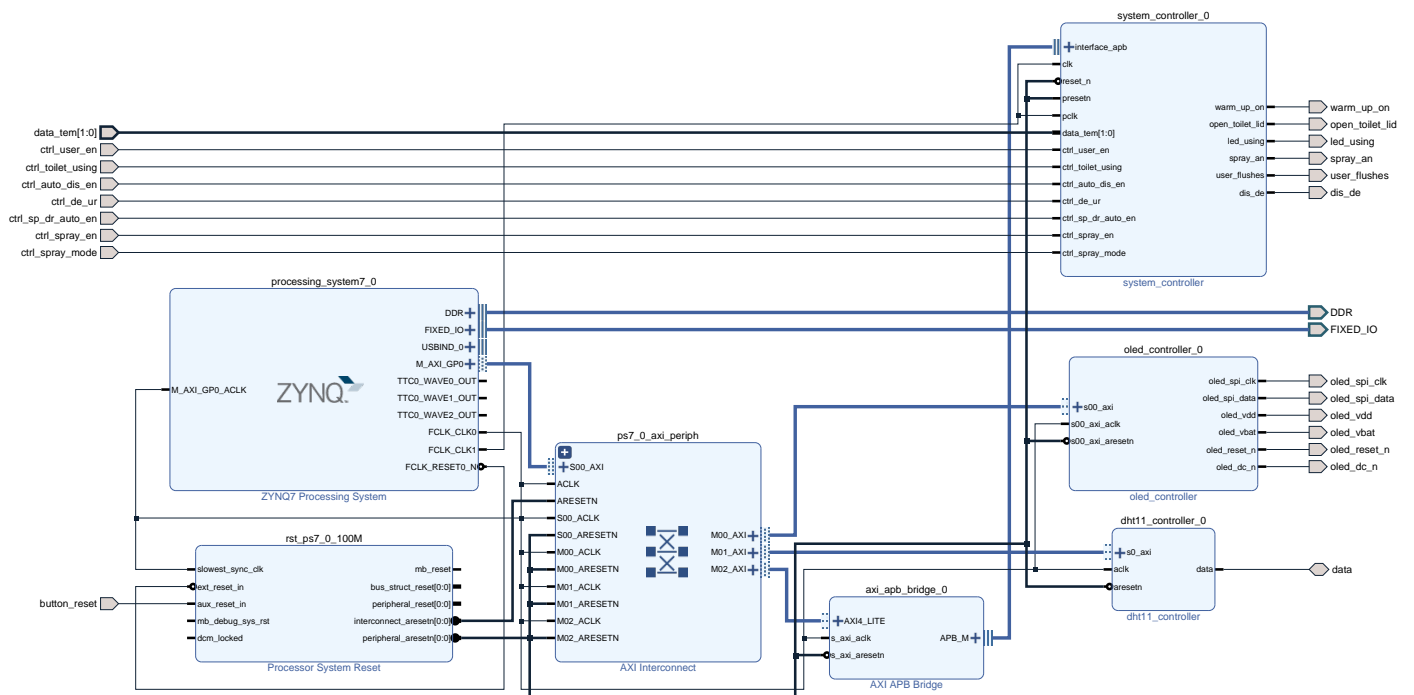 system_controller_0
interface_apb
clk
reset_n
presetn
pclk
data_tem[1:0]
ctrl_user_en
ctrl_toilet_using
ctrl_auto_dis_en
ctrl_de_ur
ctrl_sp_dr_auto_en
ctrl_spray_en
ctrl_spray_mode
warm_up_on
open_toilet_lid
led_using
spray_an
user_flushes
dis_de
system_controller
warm_up_on
open_toilet_lid
led_using
spray_an
user_flushes
dis_de
data_tem[1:0]
ctrl_user_en
ctrl_toilet_using
ctrl_auto_dis_en
ctrl_de_ur
ctrl_sp_dr_auto_en
ctrl_spray_en
ctrl_spray_mode
processing_system7_0
M_AXI_GP0_ACLK
ZYNQ
DDR
FIXED_IO
USBIND_0
M_AXI_GP0
TTC0_WAVE0_OUT
TTC0_WAVE1_OUT
TTC0_WAVE2_OUT
FCLK_CLK0
FCLK_CLK1
FCLK_RESET0_N
ZYNQ7 Processing System
DDR
FIXED_IO
oled_controller_0
s00_axi
s00_axi_aclk
s00_axi_aresetn
oled_spi_clk
oled_spi_data
oled_vdd
oled_vbat
oled_reset_n
oled_dc_n
oled_controller
oled_spi_clk
oled_spi_data
oled_vdd
oled_vbat
oled_reset_n
oled_dc_n
ps7_0_axi_periph
S00_AXI
ACLK
ARESETN
S00_ACLK
S00_ARESETN
M00_ACLK
M00_ARESETN
M01_ACLK
M01_ARESETN
M02_ACLK
M02_ARESETN
M00_AXI
M01_AXI
M02_AXI
AXI Interconnect
rst_ps7_0_100M
slowest_sync_clk
ext_reset_in
aux_reset_in
mb_debug_sys_rst
dcm_locked
mb_reset
bus_struct_reset[0:0]
peripheral_reset[0:0]
interconnect_aresetn[0:0]
peripheral_aresetn[0:0]
Processor System Reset
button_reset
dht11_controller_0
s0_axi
aclk
aresetn
data
dht11_controller
data
axi_apb_bridge_0
AXI4_LITE
s_axi_aclk
s_axi_aresetn
APB_M
AXI APB Bridge